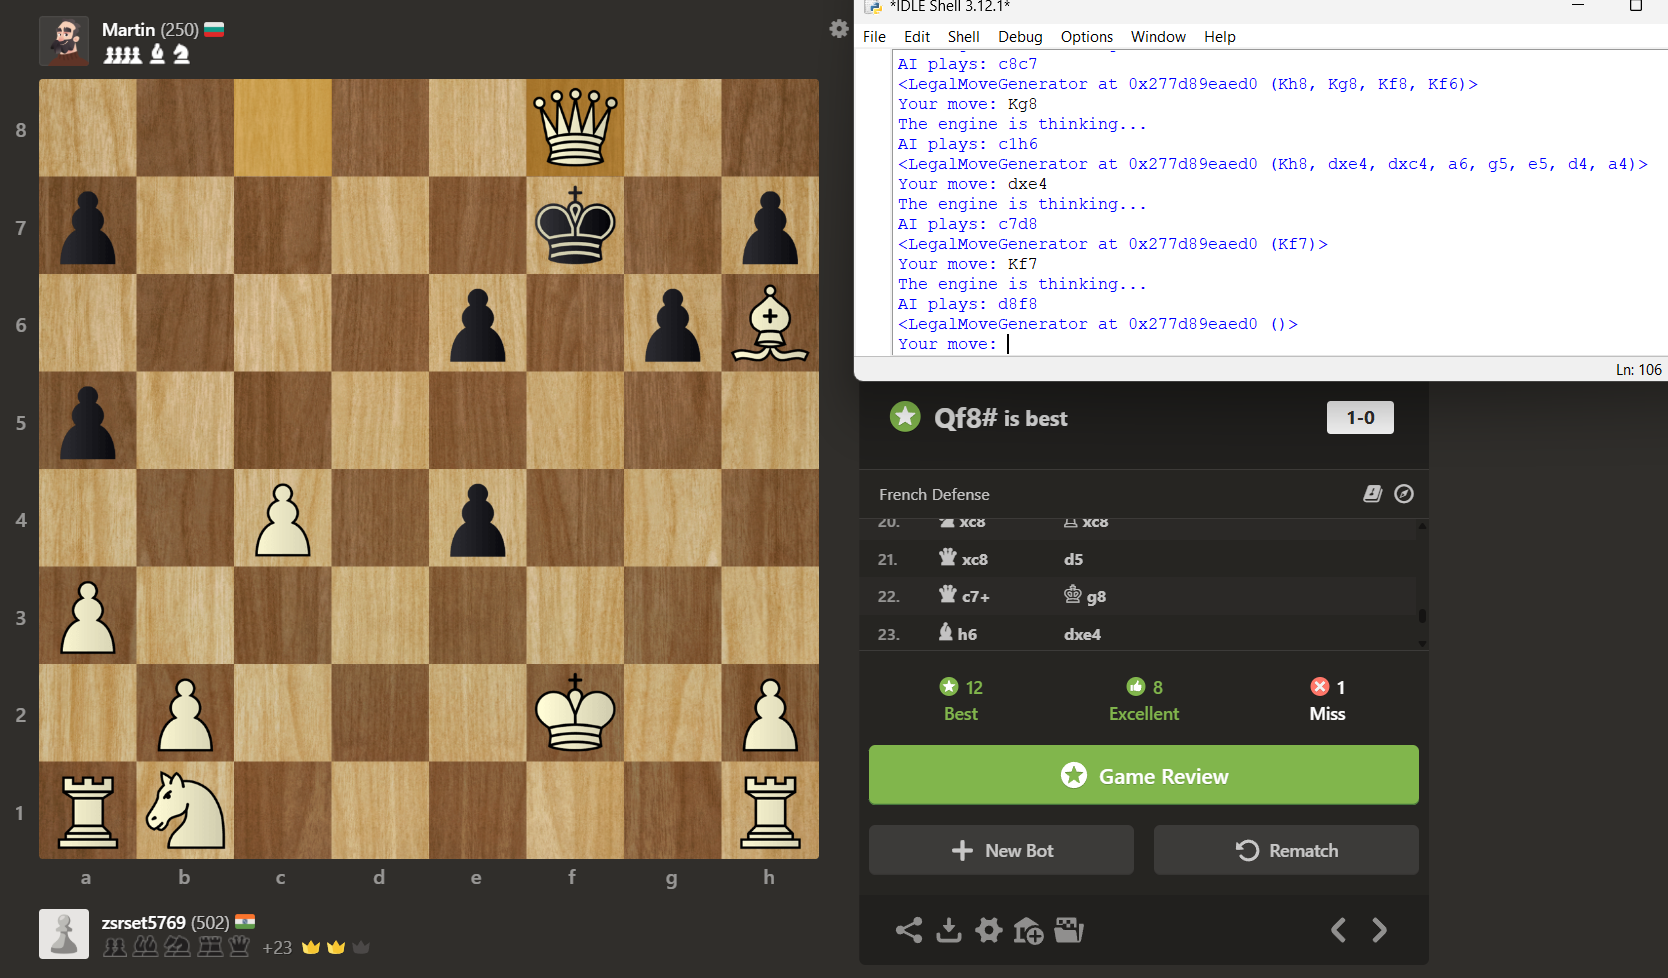 Martin (250)
*IDLE Shell 3.12.1*
File Edit Shell Debug Options Window Help
AI plays: c8c7
<LegalMoveGenerator at 0x277d89eaed0 (Kh8, Kg8, Kf8, Kf6)>
Your move: Kg8
The engine is thinking...
AI plays: c1h6
<LegalMoveGenerator at 0x277d89eaed0 (Kh8, dxe4, dxc4, a6, g5, e5, d4, a4)>
Your move: dxe4
The engine is thinking...
AI plays: c7d8
<LegalMoveGenerator at 0x277d89eaed0 (Kf7)>
Your move: Kf7
The engine is thinking...
AI plays: d8f8
<LegalMoveGenerator at 0x277d89eaed0 ()>
Your move:
Ln: 106
8
7
6
5
4
3
2
1
a b c d e f g h
zsrset5769 (502)
+23
Qf8# is best 1-0
French Defense
20. xc8 xc8
21. xc8 d5
22. c7+ g8
23. h6 dxe4
12 8 1
Best Excellent Miss
Game Review
New Bot Rematch